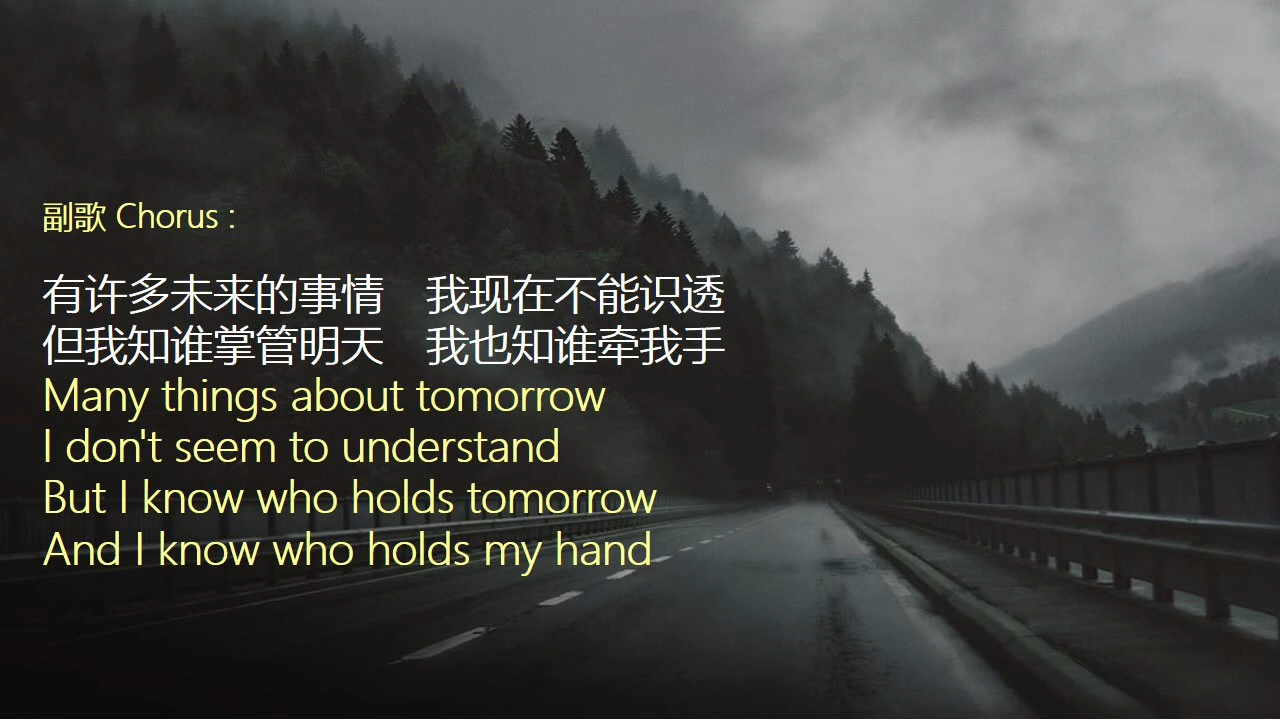 副歌 Chorus :
有许多未来的事情　我现在不能识透
但我知谁掌管明天　我也知谁牵我手
Many things about tomorrow
I don't seem to understand
But I know who holds tomorrow
And I know who holds my hand